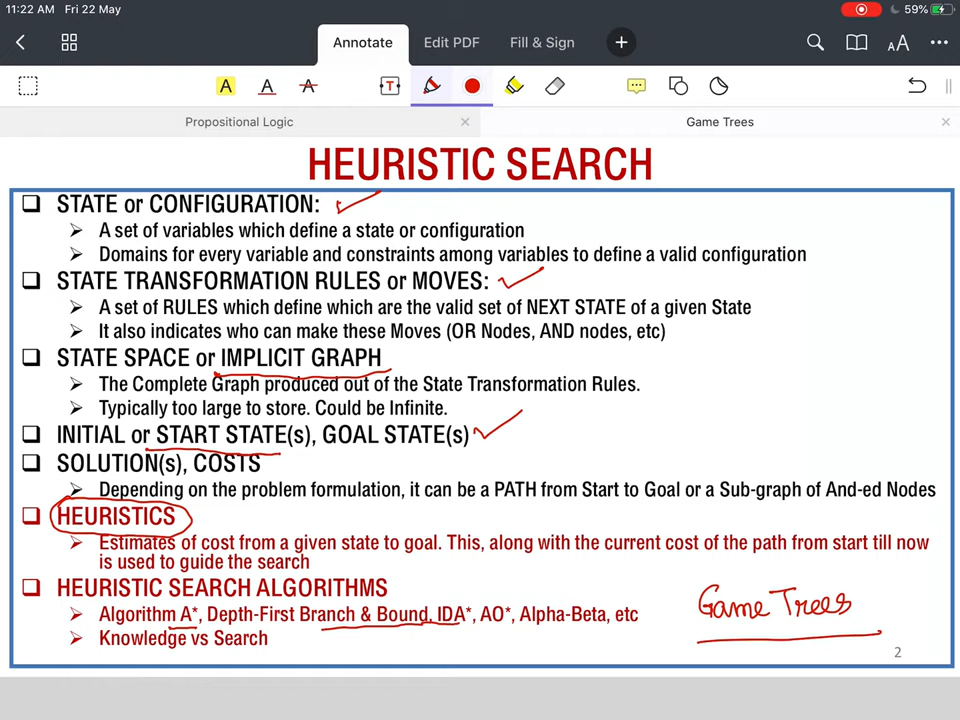 11:22 AM Fri 22 May
59%
Annotate Edit PDF Fill & Sign
Propositional Logic Game Trees
HEURISTIC SEARCH
STATE or CONFIGURATION:
A set of variables which define a state or configuration
Domains for every variable and constraints among variables to define a valid configuration
STATE TRANSFORMATION RULES or MOVES:
A set of RULES which define which are the valid set of NEXT STATE of a given State
It also indicates who can make these Moves (OR Nodes, AND nodes, etc)
STATE SPACE or IMPLICIT GRAPH
The Complete Graph produced out of the State Transformation Rules.
Typically too large to store. Could be Infinite.
INITIAL or START STATE(s), GOAL STATE(s)
SOLUTION(s), COSTS
Depending on the problem formulation, it can be a PATH from Start to Goal or a Sub-graph of And-ed Nodes
HEURISTICS
Estimates of cost from a given state to goal. This, along with the current cost of the path from start till now
is used to guide the search
HEURISTIC SEARCH ALGORITHMS
Algorithm A*, Depth-First Branch & Bound, IDA*, AO*, Alpha-Beta, etc
Knowledge vs Search
Game Trees
2